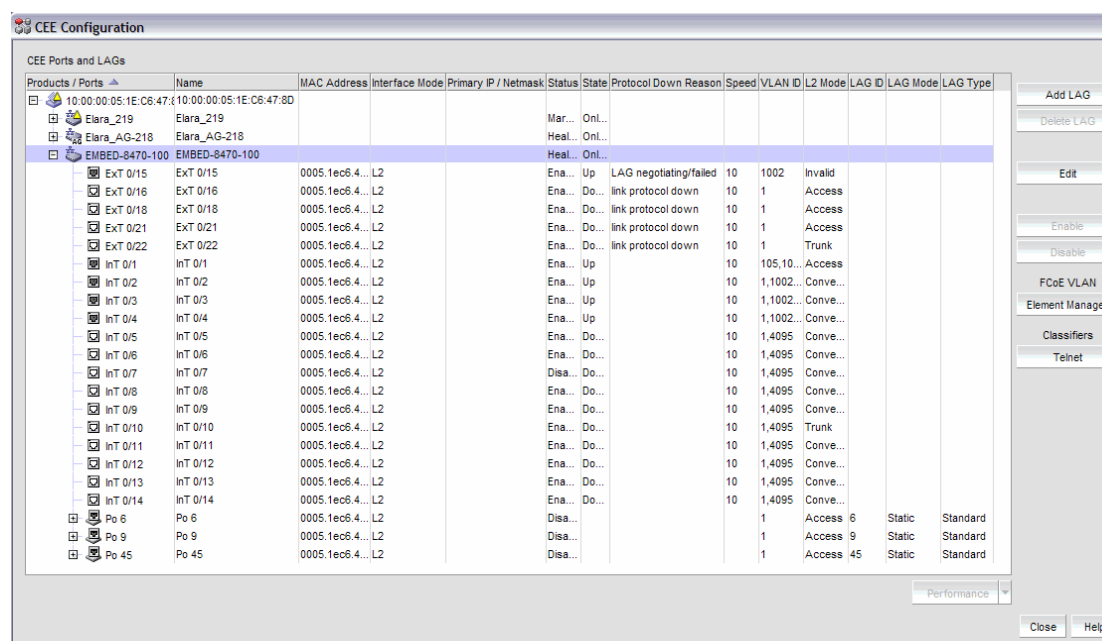 CEE Configuration
CEE Ports and LAGs
Products / Ports Name MAC Address Interface Mode Primary IP / Netmask Status State Protocol Down Reason Speed VLAN ID L2 Mode LAG ID LAG Mode LAG Type
10:00:00:05:1E:C6:47:8 10:00:00:05:1E:C6:47:8D
Elara_219 Elara_219 Mar... Onl...
Elara_AG-218 Elara_AG-218 Heal... Onl...
EMBED-8470-100 EMBED-8470-100 Heal... Onl...
ExT 0/15 ExT 0/15 0005.1ec6.4... L2 Ena... Up LAG negotiating/failed 10 1002 Invalid
ExT 0/16 ExT 0/16 0005.1ec6.4... L2 Ena... Do... link protocol down 10 1 Access
ExT 0/18 ExT 0/18 0005.1ec6.4... L2 Ena... Do... link protocol down 10 1 Access
ExT 0/21 ExT 0/21 0005.1ec6.4... L2 Ena... Do... link protocol down 10 1 Access
ExT 0/22 ExT 0/22 0005.1ec6.4... L2 Ena... Do... link protocol down 10 1 Trunk
InT 0/1 InT 0/1 0005.1ec6.4... L2 Ena... Up 10 105,10... Access
InT 0/2 InT 0/2 0005.1ec6.4... L2 Ena... Up 10 1,1002... Conve...
InT 0/3 InT 0/3 0005.1ec6.4... L2 Ena... Up 10 1,1002... Conve...
InT 0/4 InT 0/4 0005.1ec6.4... L2 Ena... Up 10 1,1002... Conve...
InT 0/5 InT 0/5 0005.1ec6.4... L2 Ena... Do... 10 1,4095 Conve...
InT 0/6 InT 0/6 0005.1ec6.4... L2 Ena... Do... 10 1,4095 Conve...
InT 0/7 InT 0/7 0005.1ec6.4... L2 Disa... Do... 10 1,4095 Conve...
InT 0/8 InT 0/8 0005.1ec6.4... L2 Ena... Do... 10 1,4095 Conve...
InT 0/9 InT 0/9 0005.1ec6.4... L2 Ena... Do... 10 1,4095 Conve...
InT 0/10 InT 0/10 0005.1ec6.4... L2 Ena... Do... 10 1,4095 Trunk
InT 0/11 InT 0/11 0005.1ec6.4... L2 Ena... Do... 10 1,4095 Conve...
InT 0/12 InT 0/12 0005.1ec6.4... L2 Ena... Do... 10 1,4095 Conve...
InT 0/13 InT 0/13 0005.1ec6.4... L2 Ena... Do... 10 1,4095 Conve...
InT 0/14 InT 0/14 0005.1ec6.4... L2 Ena... Do... 10 1,4095 Conve...
Po 6 Po 6 0005.1ec6.4... L2 Disa... 1 Access 6 Static Standard
Po 9 Po 9 0005.1ec6.4... L2 Disa... 1 Access 9 Static Standard
Po 45 Po 45 0005.1ec6.4... L2 Disa... 1 Access 45 Static Standard
Add LAG
Delete LAG
Edit
Enable
Disable
FCoE VLAN
Element Manage
Classifiers
Telnet
Performance
Close Help